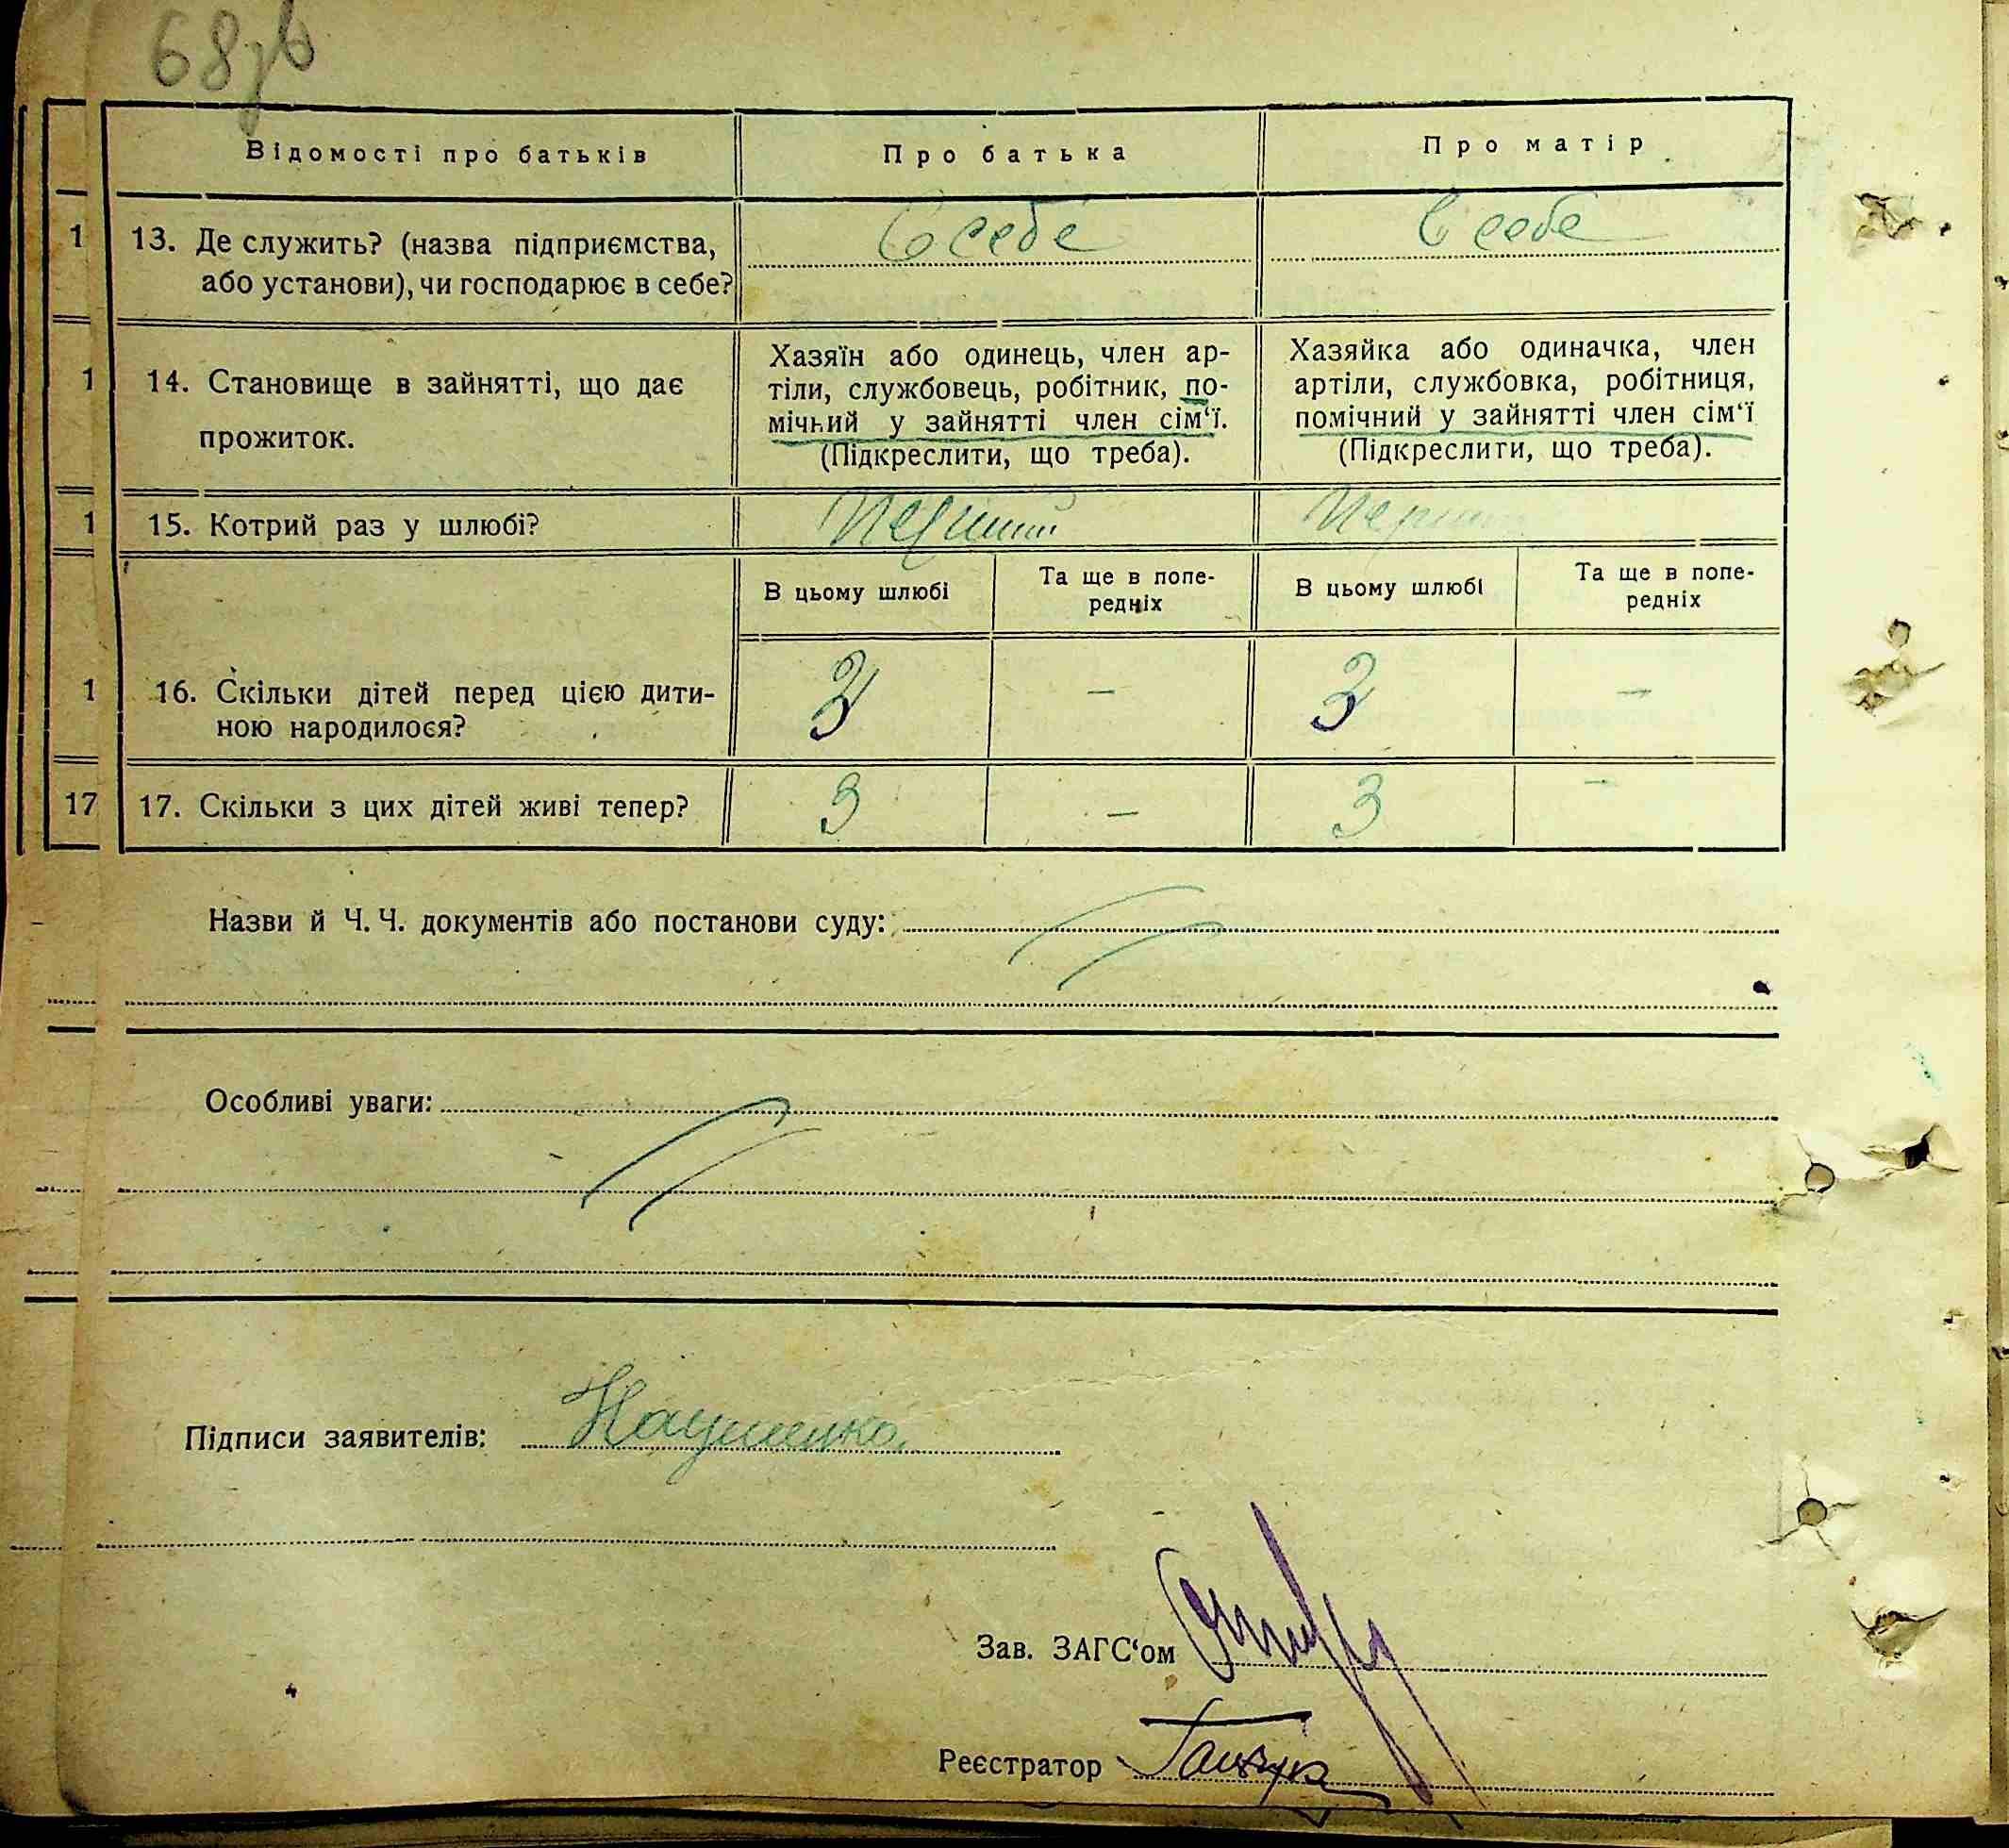 68зв
Відомості про батьків
Про батька
Про матір
1
13. Де служить? (назва підприємства,
або установи), чи господарює в себе?
в себе
в себе
1
14. Становище в зайнятті, що дає
прожиток.
Хазяїн або одинець, член ар-
тіли, службовець, робітник, по-
мічний у зайнятті член сім‘ї.
(Підкреслити, що треба).
Хазяйка або одиначка, член
артіли, службовка, робітниця,
помічний у зайнятті член сім‘ї
(Підкреслити, що треба).
1
15. Котрий раз у шлюбі?
Перший
Перший
В цьому шлюбі
Та ще в попе-
редніх
В цьому шлюбі
Та ще в попе-
редніх
1
16. Скільки дітей перед цією дити-
ною народилося?
3
—
3
—
17
17. Скільки з цих дітей живі тепер?
3
—
3
—
Назви й Ч. Ч. документів або постанови суду:
Особливі уваги:
Підписи заявителів:
Зав. ЗАГС‘ом
Реєстратор